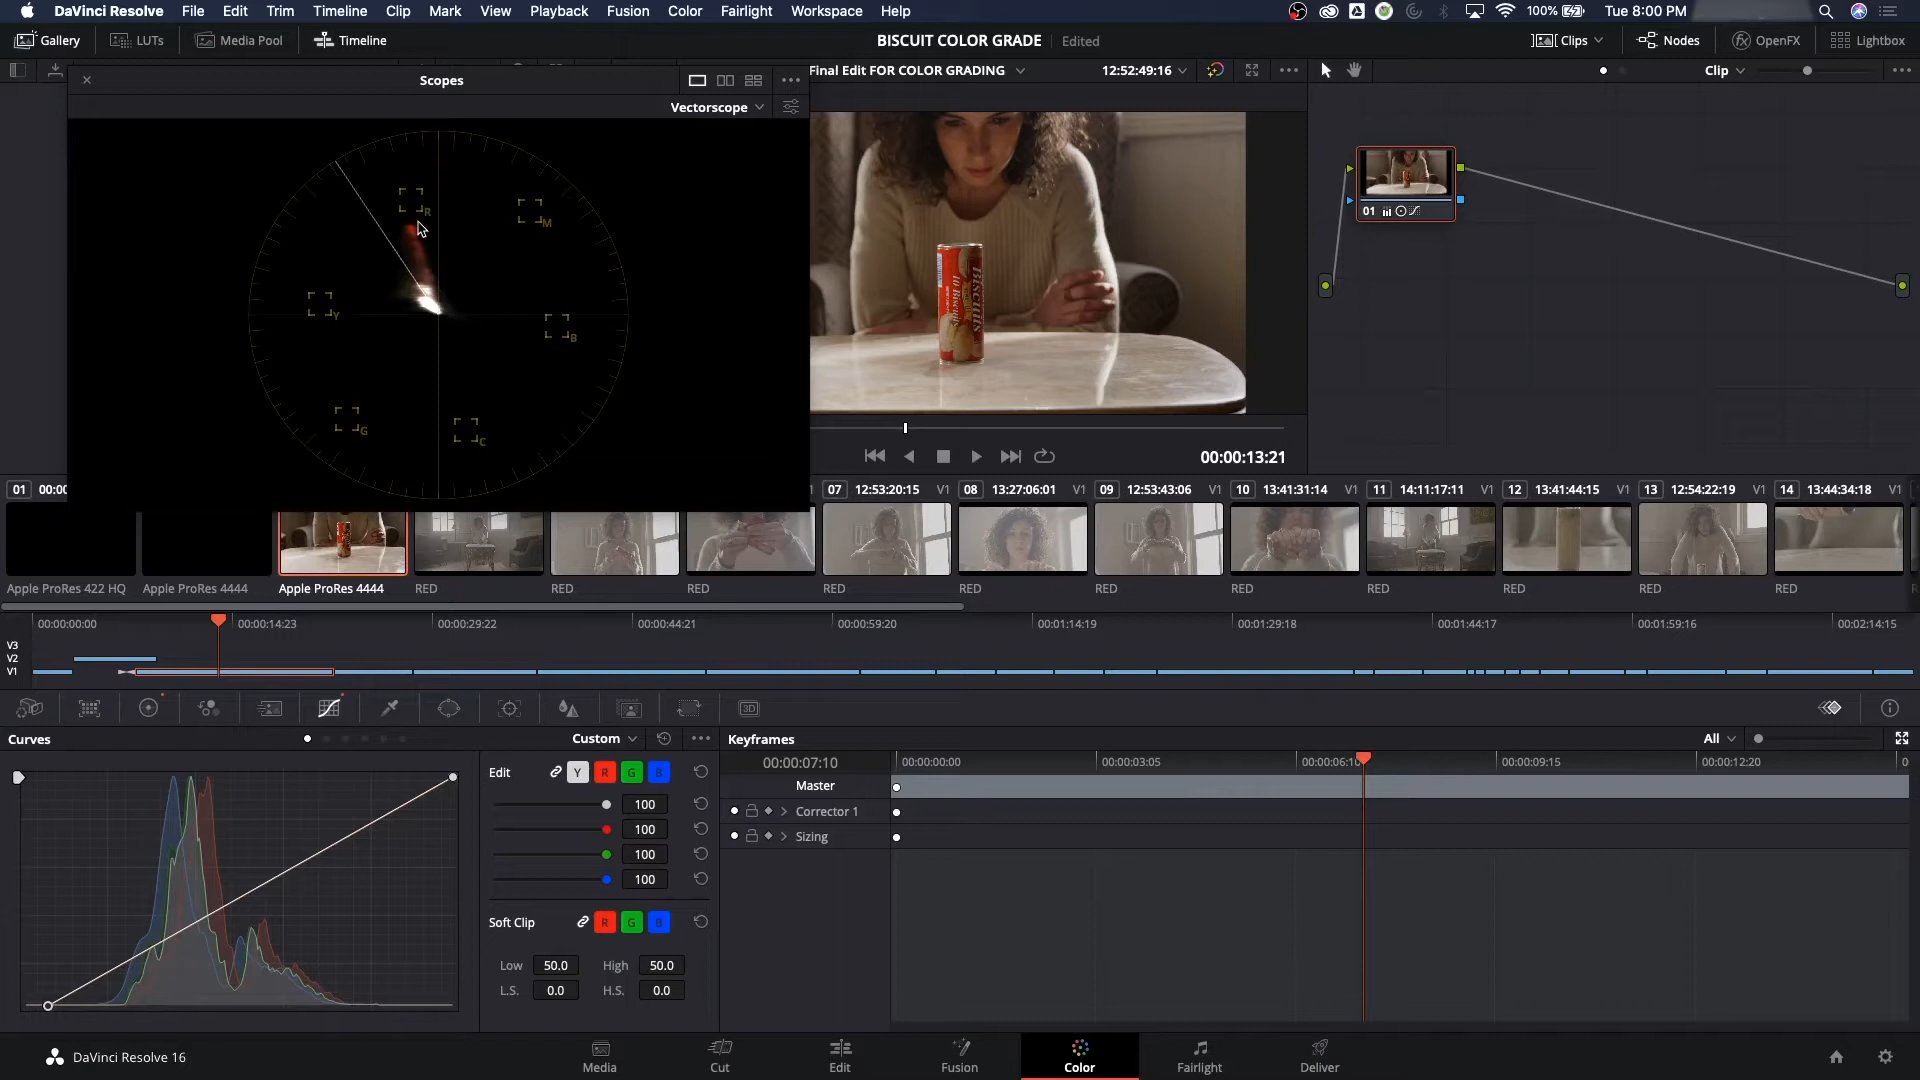 DaVinci Resolve File Edit Trim Timeline Clip Mark View Playback Fusion Color Fairlight Workspace Help 100% Tue 8:00 PM
Gallery LUTs Media Pool Timeline BISCUIT COLOR GRADE Edited Clips Nodes OpenFX Lightbox
Scopes Final Edit FOR COLOR GRADING 12:52:49:16 Clip
Vectorscope
R
M
Y
B
G
C
Biscuits
10 Biscuits
01
00:00:13:21
01 00:00 07 12:53:20:15 V1 08 13:27:06:01 V1 09 12:53:43:06 V1 10 13:41:31:14 V1 11 14:11:17:11 V1 12 13:41:44:15 V1 13 12:54:22:19 V1 14 13:44:34:18 V1
Apple ProRes 422 HQ Apple ProRes 4444 Apple ProRes 4444 RED RED RED RED RED RED RED RED RED RED RED
00:00:00:00 00:00:14:23 00:00:29:22 00:00:44:21 00:00:59:20 00:01:14:19 00:01:29:18 00:01:44:17 00:01:59:16 00:02:14:15
V3
V2
V1
3D
Curves Custom Keyframes All
00:00:07:10 00:00:00:00 00:00:03:05 00:00:06:10 00:00:09:15 00:00:12:20 0
Edit Y R G B Master
100 Corrector 1
100 Sizing
100
100
Soft Clip R G B
Low 50.0 High 50.0
L.S. 0.0 H.S. 0.0
DaVinci Resolve 16 Media Cut Edit Fusion Color Fairlight Deliver